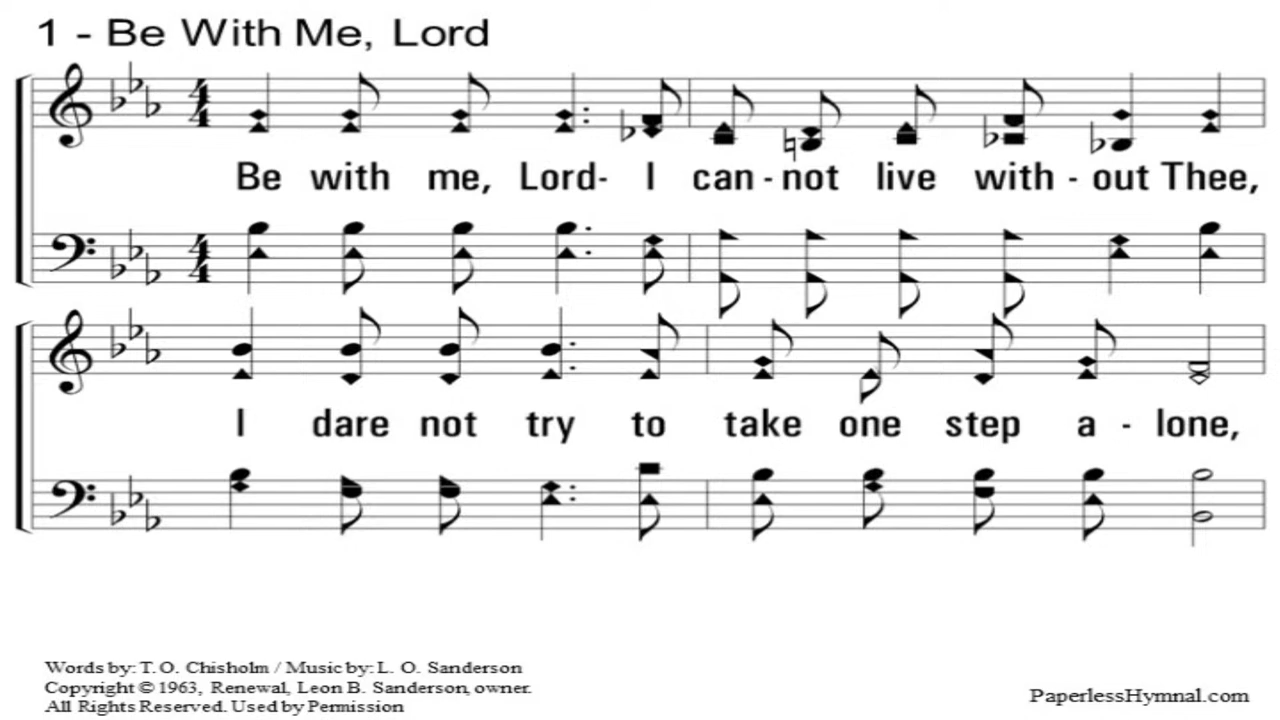 1 - Be With Me, Lord
Be with me, Lord- I can - not live with - out Thee,
I dare not try to take one step a - lone,
Words by: T. O. Chisholm / Music by: L. O. Sanderson
Copyright © 1963, Renewal, Leon B. Sanderson, owner.
All Rights Reserved. Used by Permission
PaperlessHymnal.com